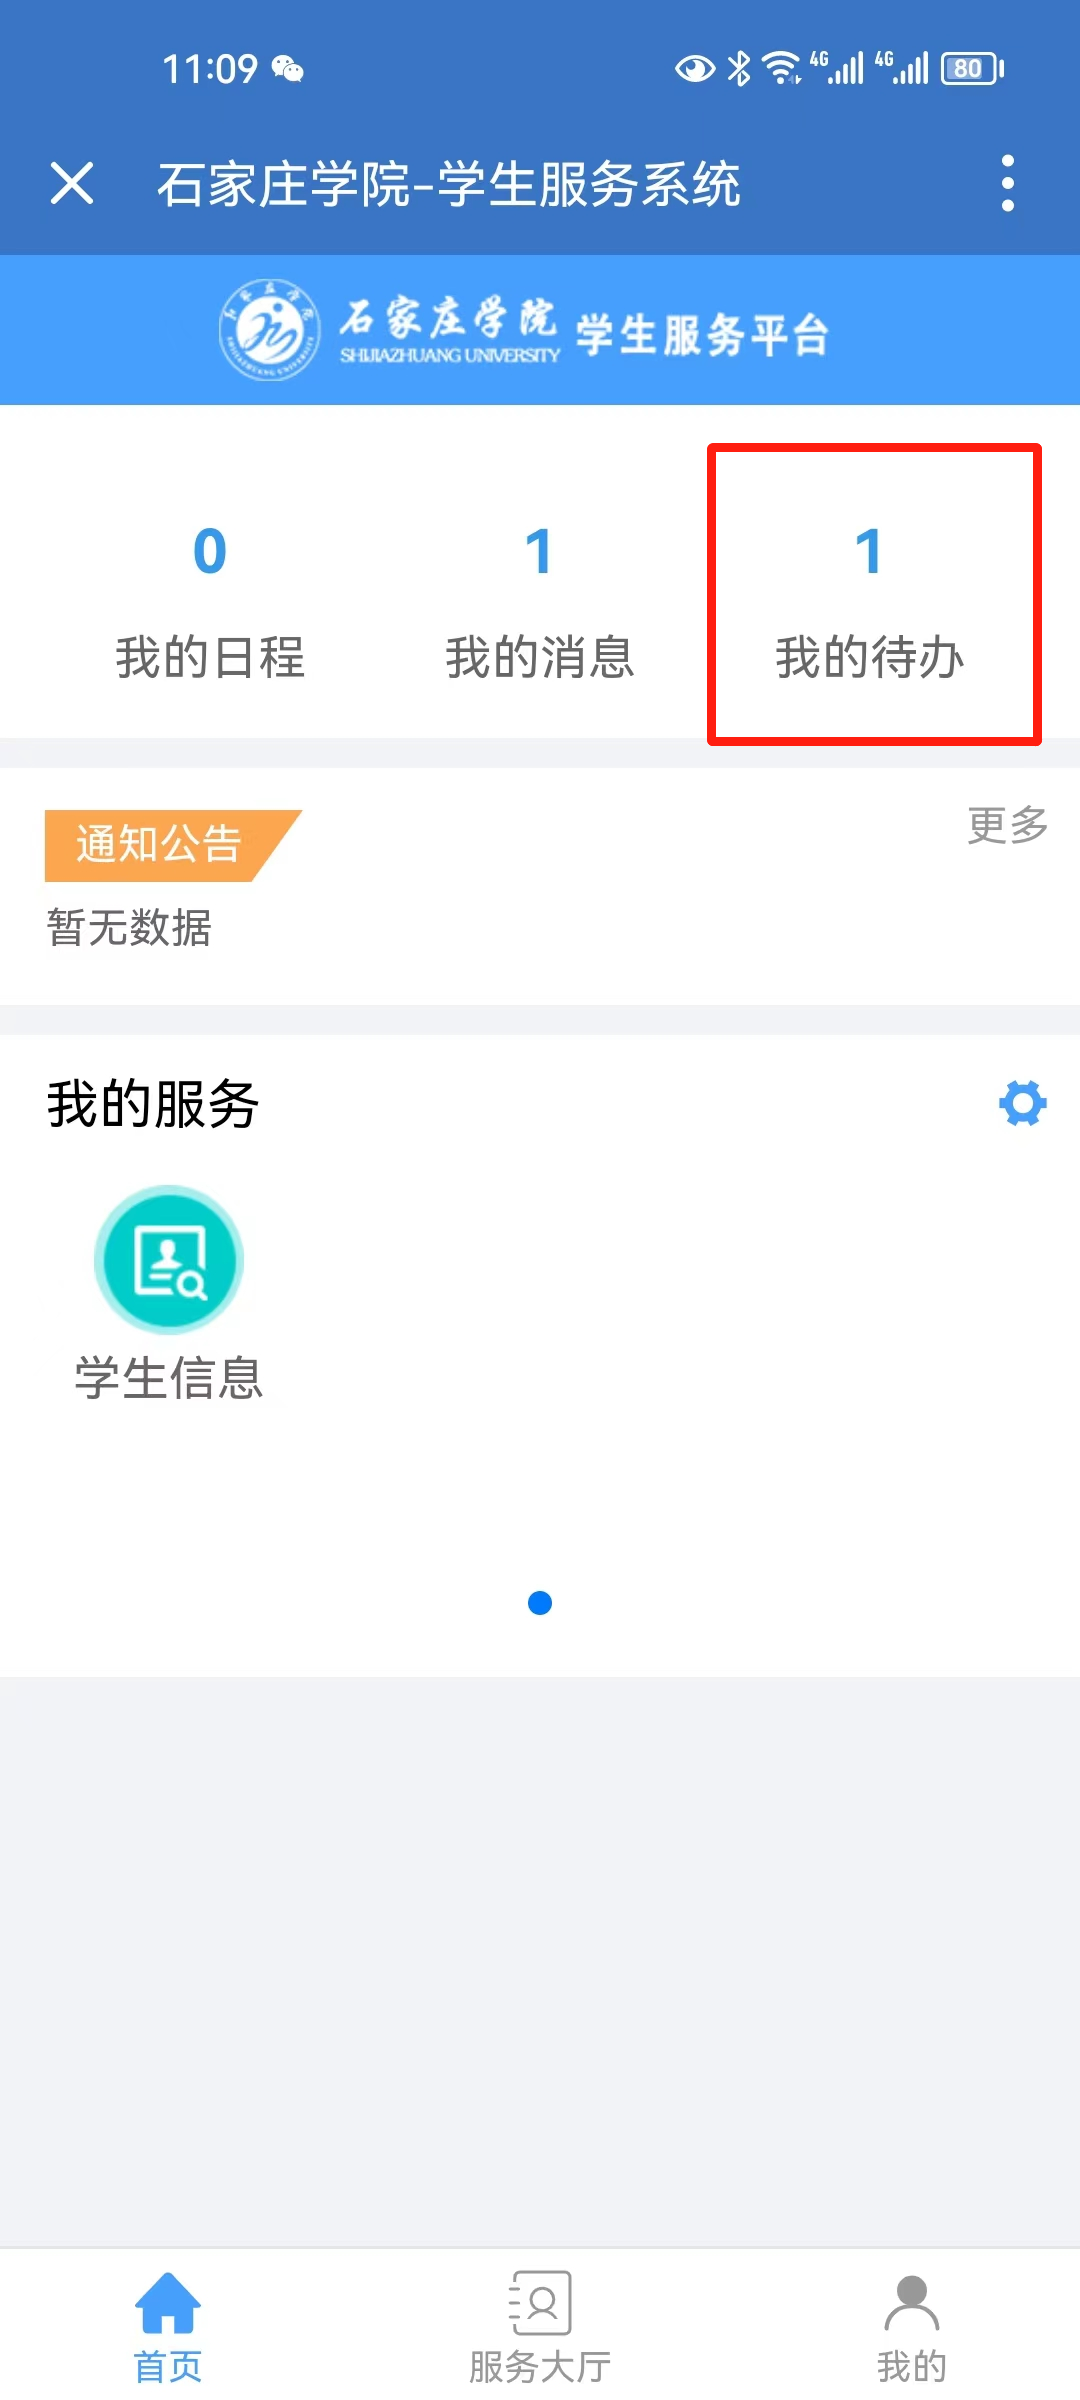 11:09
4G 4G 80
石家庄学院-学生服务系统
石家庄学院 学生服务平台
SHIJIAZHUANG UNIVERSITY
0 1 1
我的日程 我的消息 我的待办
通知公告 更多
暂无数据
我的服务
学生信息
首页 服务大厅 我的